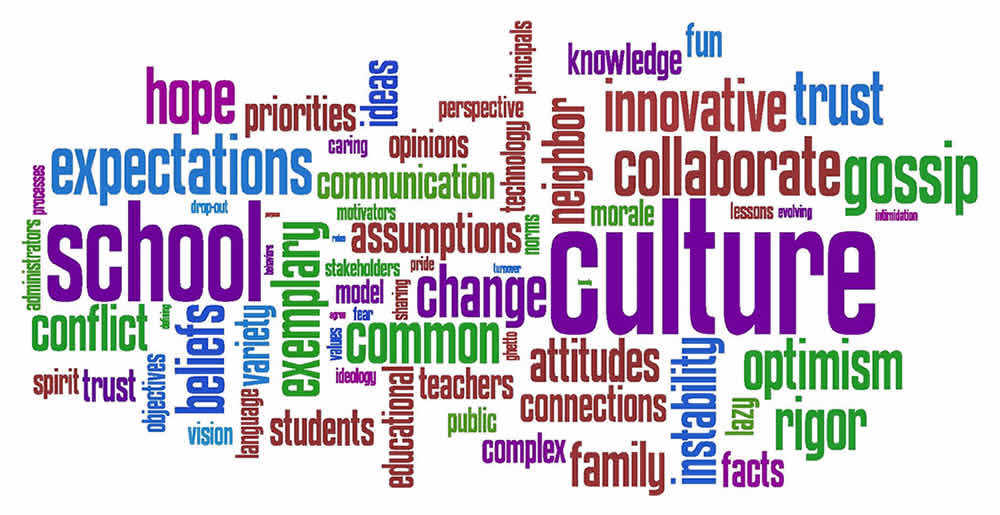 principals
fun
knowledge
hope
priorities
ideas
perspective
innovative
trust
caring
opinions
technology
neighbor
collaborate
gossip
expectations
communication
processes
drop-out
motivators
morale
lessons
evolving
intimidation
administrators
school
purpose
behaviors
roles
exemplary
assumptions
norms
culture
stakeholders
pride
turnover
model
sharing
change
agree
fear
conflict
defining
beliefs
variety
values
common
ghetto
attitudes
instability
optimism
spirit
trust
objectives
ideology
teachers
connections
lazy
rigor
vision
language
students
educational
public
complex
family
facts